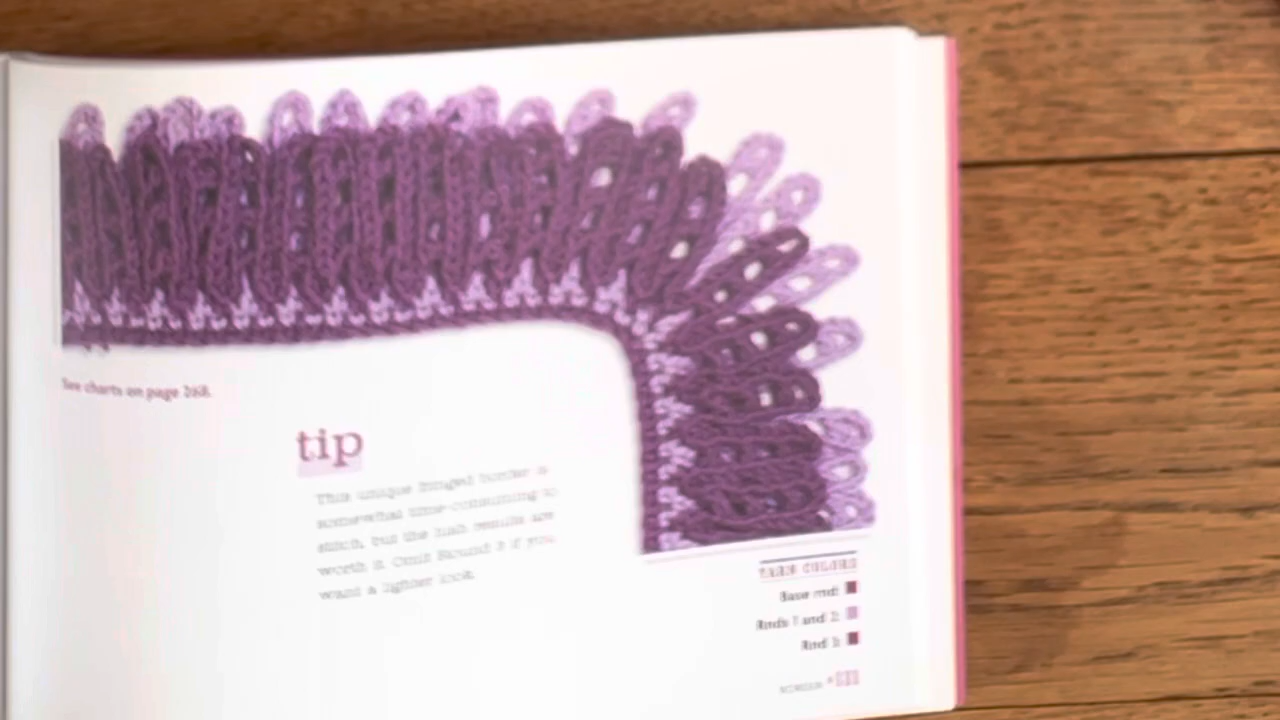 See charts on page 268.
tip
This unique fringed border is
somewhat time-consuming to
stitch, but the lush results are
worth it. Omit Round 3 if you
want a lighter look.
YARN COLORS
Base rnd:
Rnds 1 and 2:
Rnd 3: